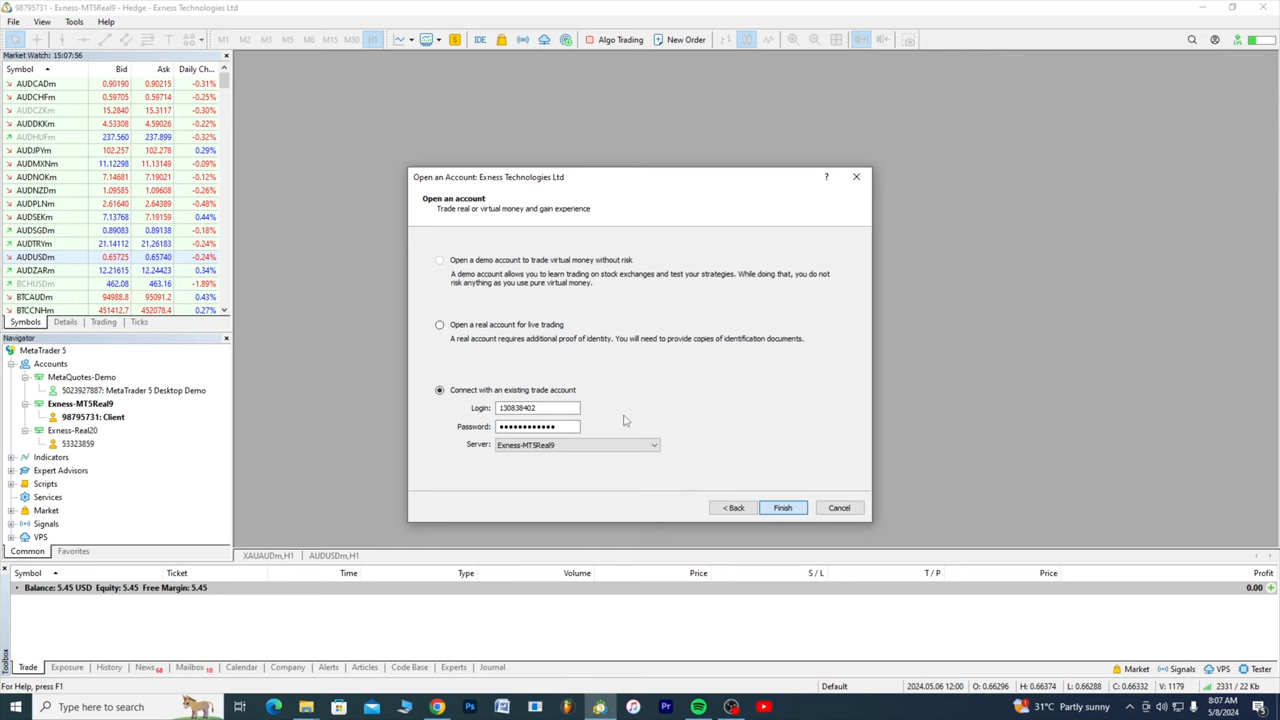 98795731 - Exness-MT5Real9 - Hedge - Exness Technologies Ltd
File View Tools Help
M1 M2 M3 M5 M15 M30 H1 IDE Algo Trading New Order
Market Watch: 15:07:56
Symbol Bid Ask Daily Ch...
AUDCADm 0.90190 0.90215 -0.31%
AUDCHFm 0.59705 0.59714 -0.25%
AUDCZKm 15.2840 15.3117 -0.30%
AUDDKKm 4.53308 4.59026 -0.22%
AUDHUFm 237.560 237.899 -0.32%
AUDJPYm 102.257 102.278 0.29%
AUDMXNm 11.12298 11.13149 -0.09%
AUDNOKm 7.14681 7.19021 -0.12%
AUDNZDm 1.09585 1.09608 -0.26%
AUDPLNm 2.61640 2.64389 -0.48%
AUDSEKm 7.13768 7.19159 0.44%
AUDSGDm 0.89083 0.89138 -0.18%
AUDTRYm 21.14112 21.26183 -0.24%
AUDUSDm 0.65725 0.65740 -0.24%
AUDZARm 12.21615 12.24423 0.34%
BCHUSDm 462.08 463.16 -1.89%
BTCAUDm 94988.8 95091.2 0.43%
BTCCNHm 451412.7 452078.4 0.27%
Symbols Details Trading Ticks
Navigator
MetaTrader 5
Accounts
MetaQuotes-Demo
5023927887: MetaTrader 5 Desktop Demo
Exness-MT5Real9
98795731: Client
Exness-Real20
53323859
Indicators
Expert Advisors
Scripts
Services
Market
Signals
VPS
Common Favorites
Open an Account: Exness Technologies Ltd
Open an account
Trade real or virtual money and gain experience
Open a demo account to trade virtual money without risk
A demo account allows you to learn trading on stock exchanges and test your strategies. While doing that, you do not
risk anything as you use pure virtual money.
Open a real account for live trading
A real account requires additional proof of identity. You will need to provide copies of identification documents.
Connect with an existing trade account
Login: 130838402
Password: ••••••••••••
Server: Exness-MT5Real9
< Back Finish Cancel
XAUAUDm,H1 AUDUSDm,H1
Symbol Ticket Time Type Volume Price S / L T / P Price Profit
Balance: 5.45 USD Equity: 5.45 Free Margin: 5.45 0.00
Toolbox
Trade Exposure History News 68 Mailbox 10 Calendar Company Alerts Articles Code Base Experts Journal
Market Signals VPS Tester
For Help, press F1 Default 2024.05.06 12:00 O: 0.66296 H: 0.66374 L: 0.66288 C: 0.66332 V: 1179 2331 / 22 Kb
Type here to search 31°C Partly sunny 8:07 AM
5/8/2024